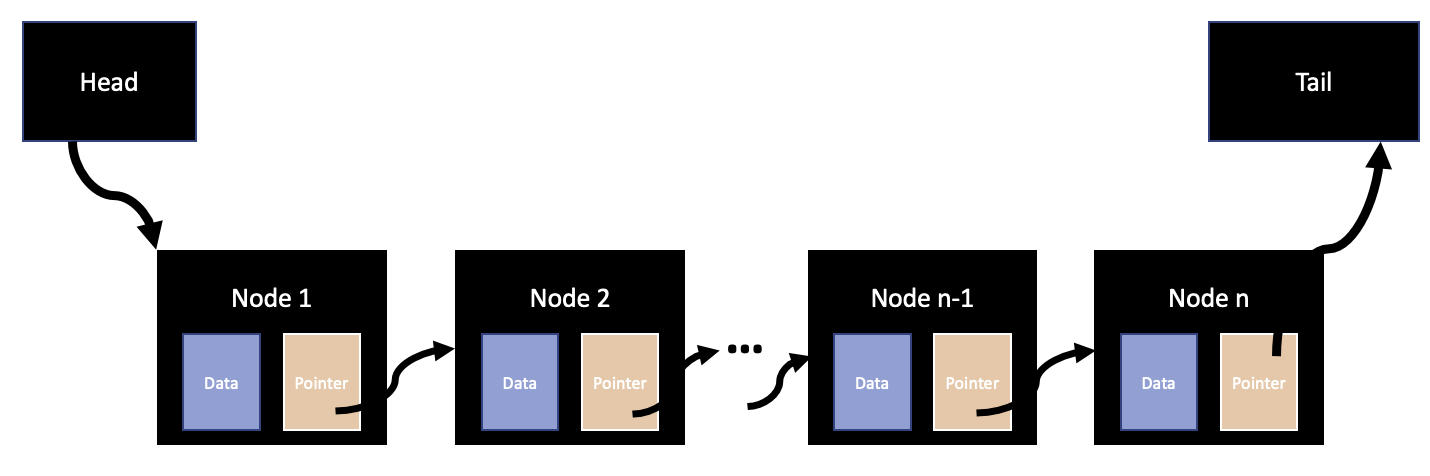 Head
Tail
Node 1
Data
Pointer
Node 2
Data
Pointer
...
Node n-1
Data
Pointer
Node n
Data
Pointer